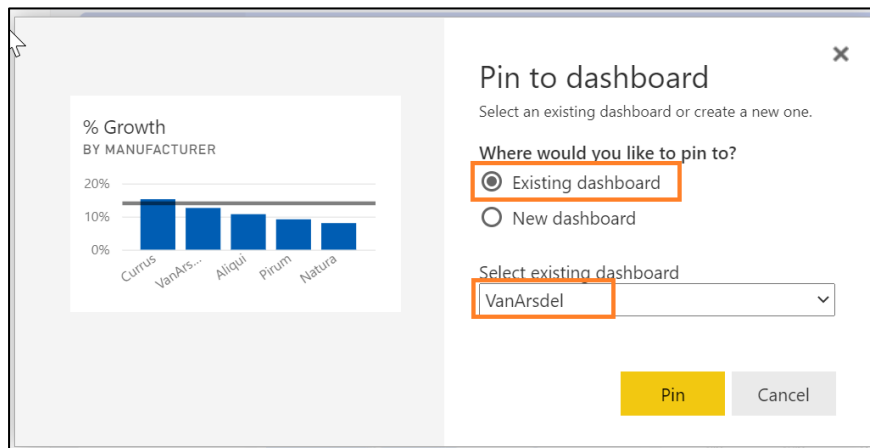 % Growth
BY MANUFACTURER
20%
10%
0%
Currus
VanArs...
Aliqui
Pirum
Natura
Pin to dashboard
Select an existing dashboard or create a new one.
Where would you like to pin to?
Existing dashboard
New dashboard
Select existing dashboard
VanArsdel
Pin
Cancel